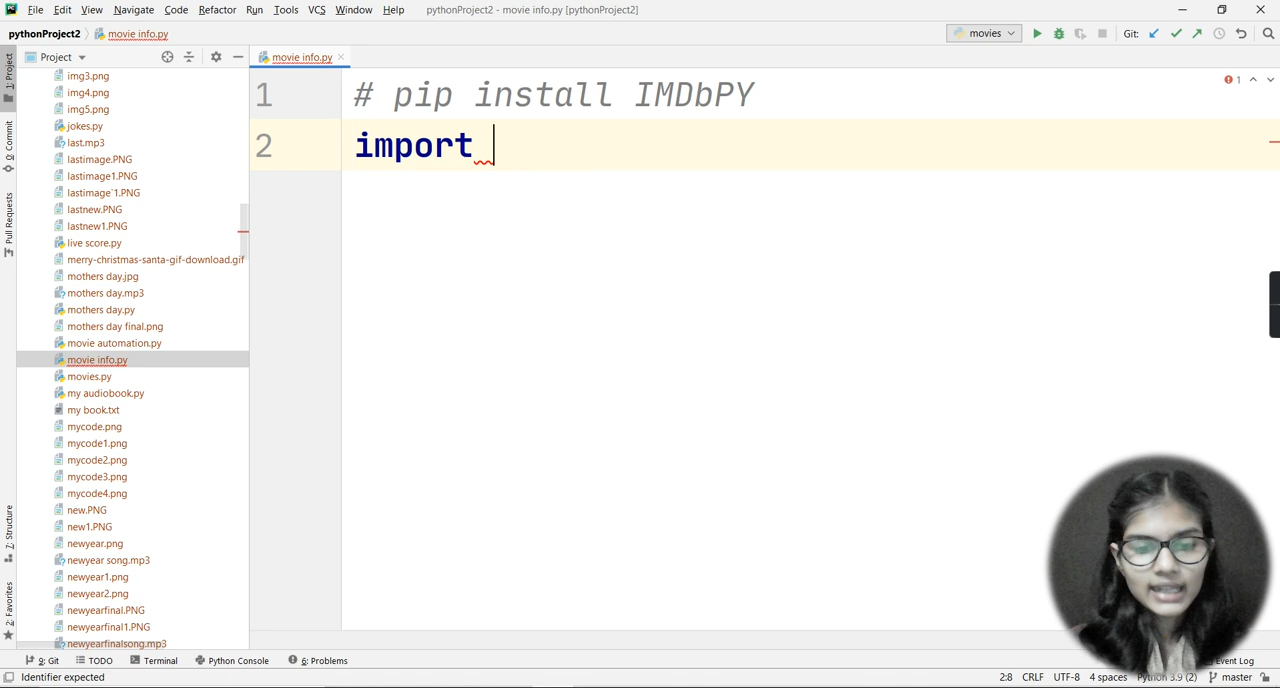 PC File Edit View Navigate Code Refactor Run Tools VCS Window Help pythonProject2 - movie info.py [pythonProject2]
pythonProject2 movie info.py movies Git:
1: Project Project movie info.py
img3.png
img4.png
img5.png
jokes.py
last.mp3
lastimage.PNG
lastimage1.PNG
lastimage`1.PNG
lastnew.PNG
lastnew1.PNG
live score.py
merry-christmas-santa-gif-download.gif
mothers day.jpg
mothers day.mp3
mothers day.py
mothers day final.png
movie automation.py
movie info.py
movies.py
my audiobook.py
my book.txt
mycode.png
mycode1.png
mycode2.png
mycode3.png
mycode4.png
new.PNG
new1.PNG
newyear.png
newyear song.mp3
newyear1.png
newyear2.png
newyearfinal.PNG
newyearfinal1.PNG
newyearfinalsong.mp3
0: Commit
Pull Requests
7: Structure
2: Favorites
1 # pip install IMDbPY
2 import
1
9: Git TODO Terminal Python Console 6: Problems Event Log
Identifier expected 2:8 CRLF UTF-8 4 spaces Python 3.9 (2) master